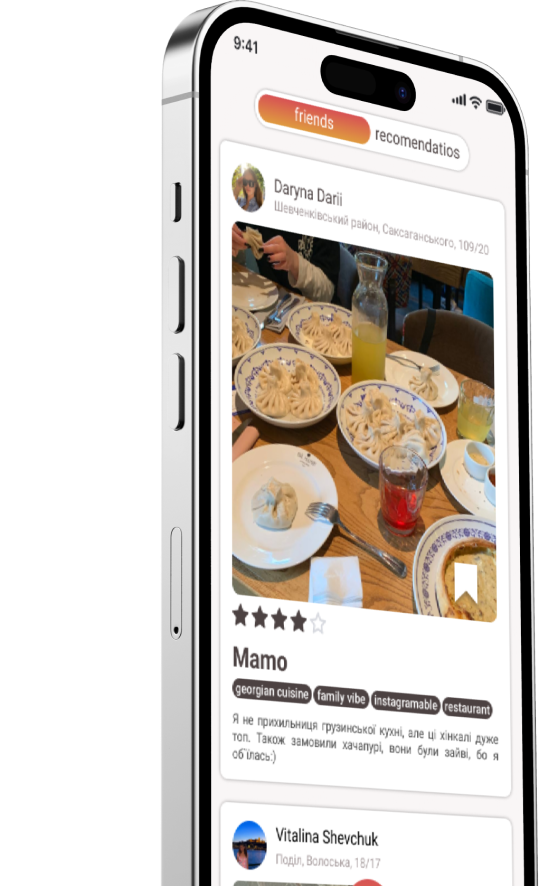 9:41
friends
recomendatios
Daryna Darii
Шевченківський район, Саксаганського, 109/20
Mamo
georgian cuisine family vibe instagramable restaurant
Я не прихильниця грузинської кухні, але ці хінкалі дуже
топ. Також замовили хачапурі, вони були зайві, бо я
об'їлась:)
Vitalina Shevchuk
Поділ, Волоська, 18/17